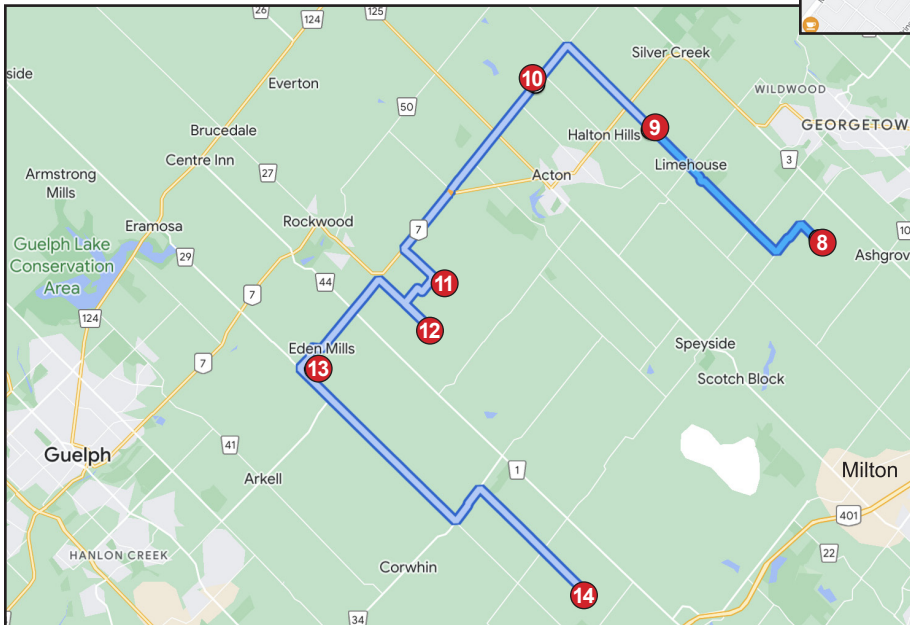 26
124
125
side
Everton
Silver Creek
10
WILDWOOD
50
GEORGETOW
Brucedale
9
Halton Hills
Centre Inn
3
Limehouse
27
Armstrong
Mills
Acton
Rockwood
Eramosa
7
10
8
Guelph Lake
Conservation
Area
29
Ashgrov
11
44
7
124
12
Eden Mills
Speyside
7
13
Scotch Block
41
Guelph
1
Milton
Arkell
401
HANLON CREEK
22
Corwhin
14
34